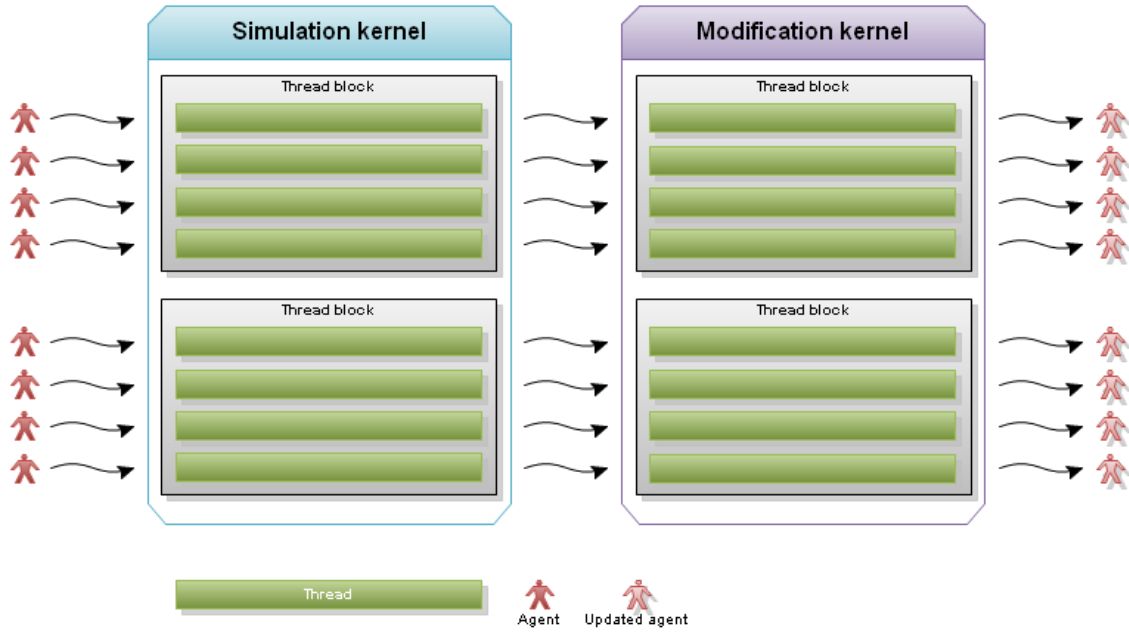 Simulation kernel
Modification kernel
Thread block
Thread block
Thread block
Thread block
Thread
Agent
Updated agent